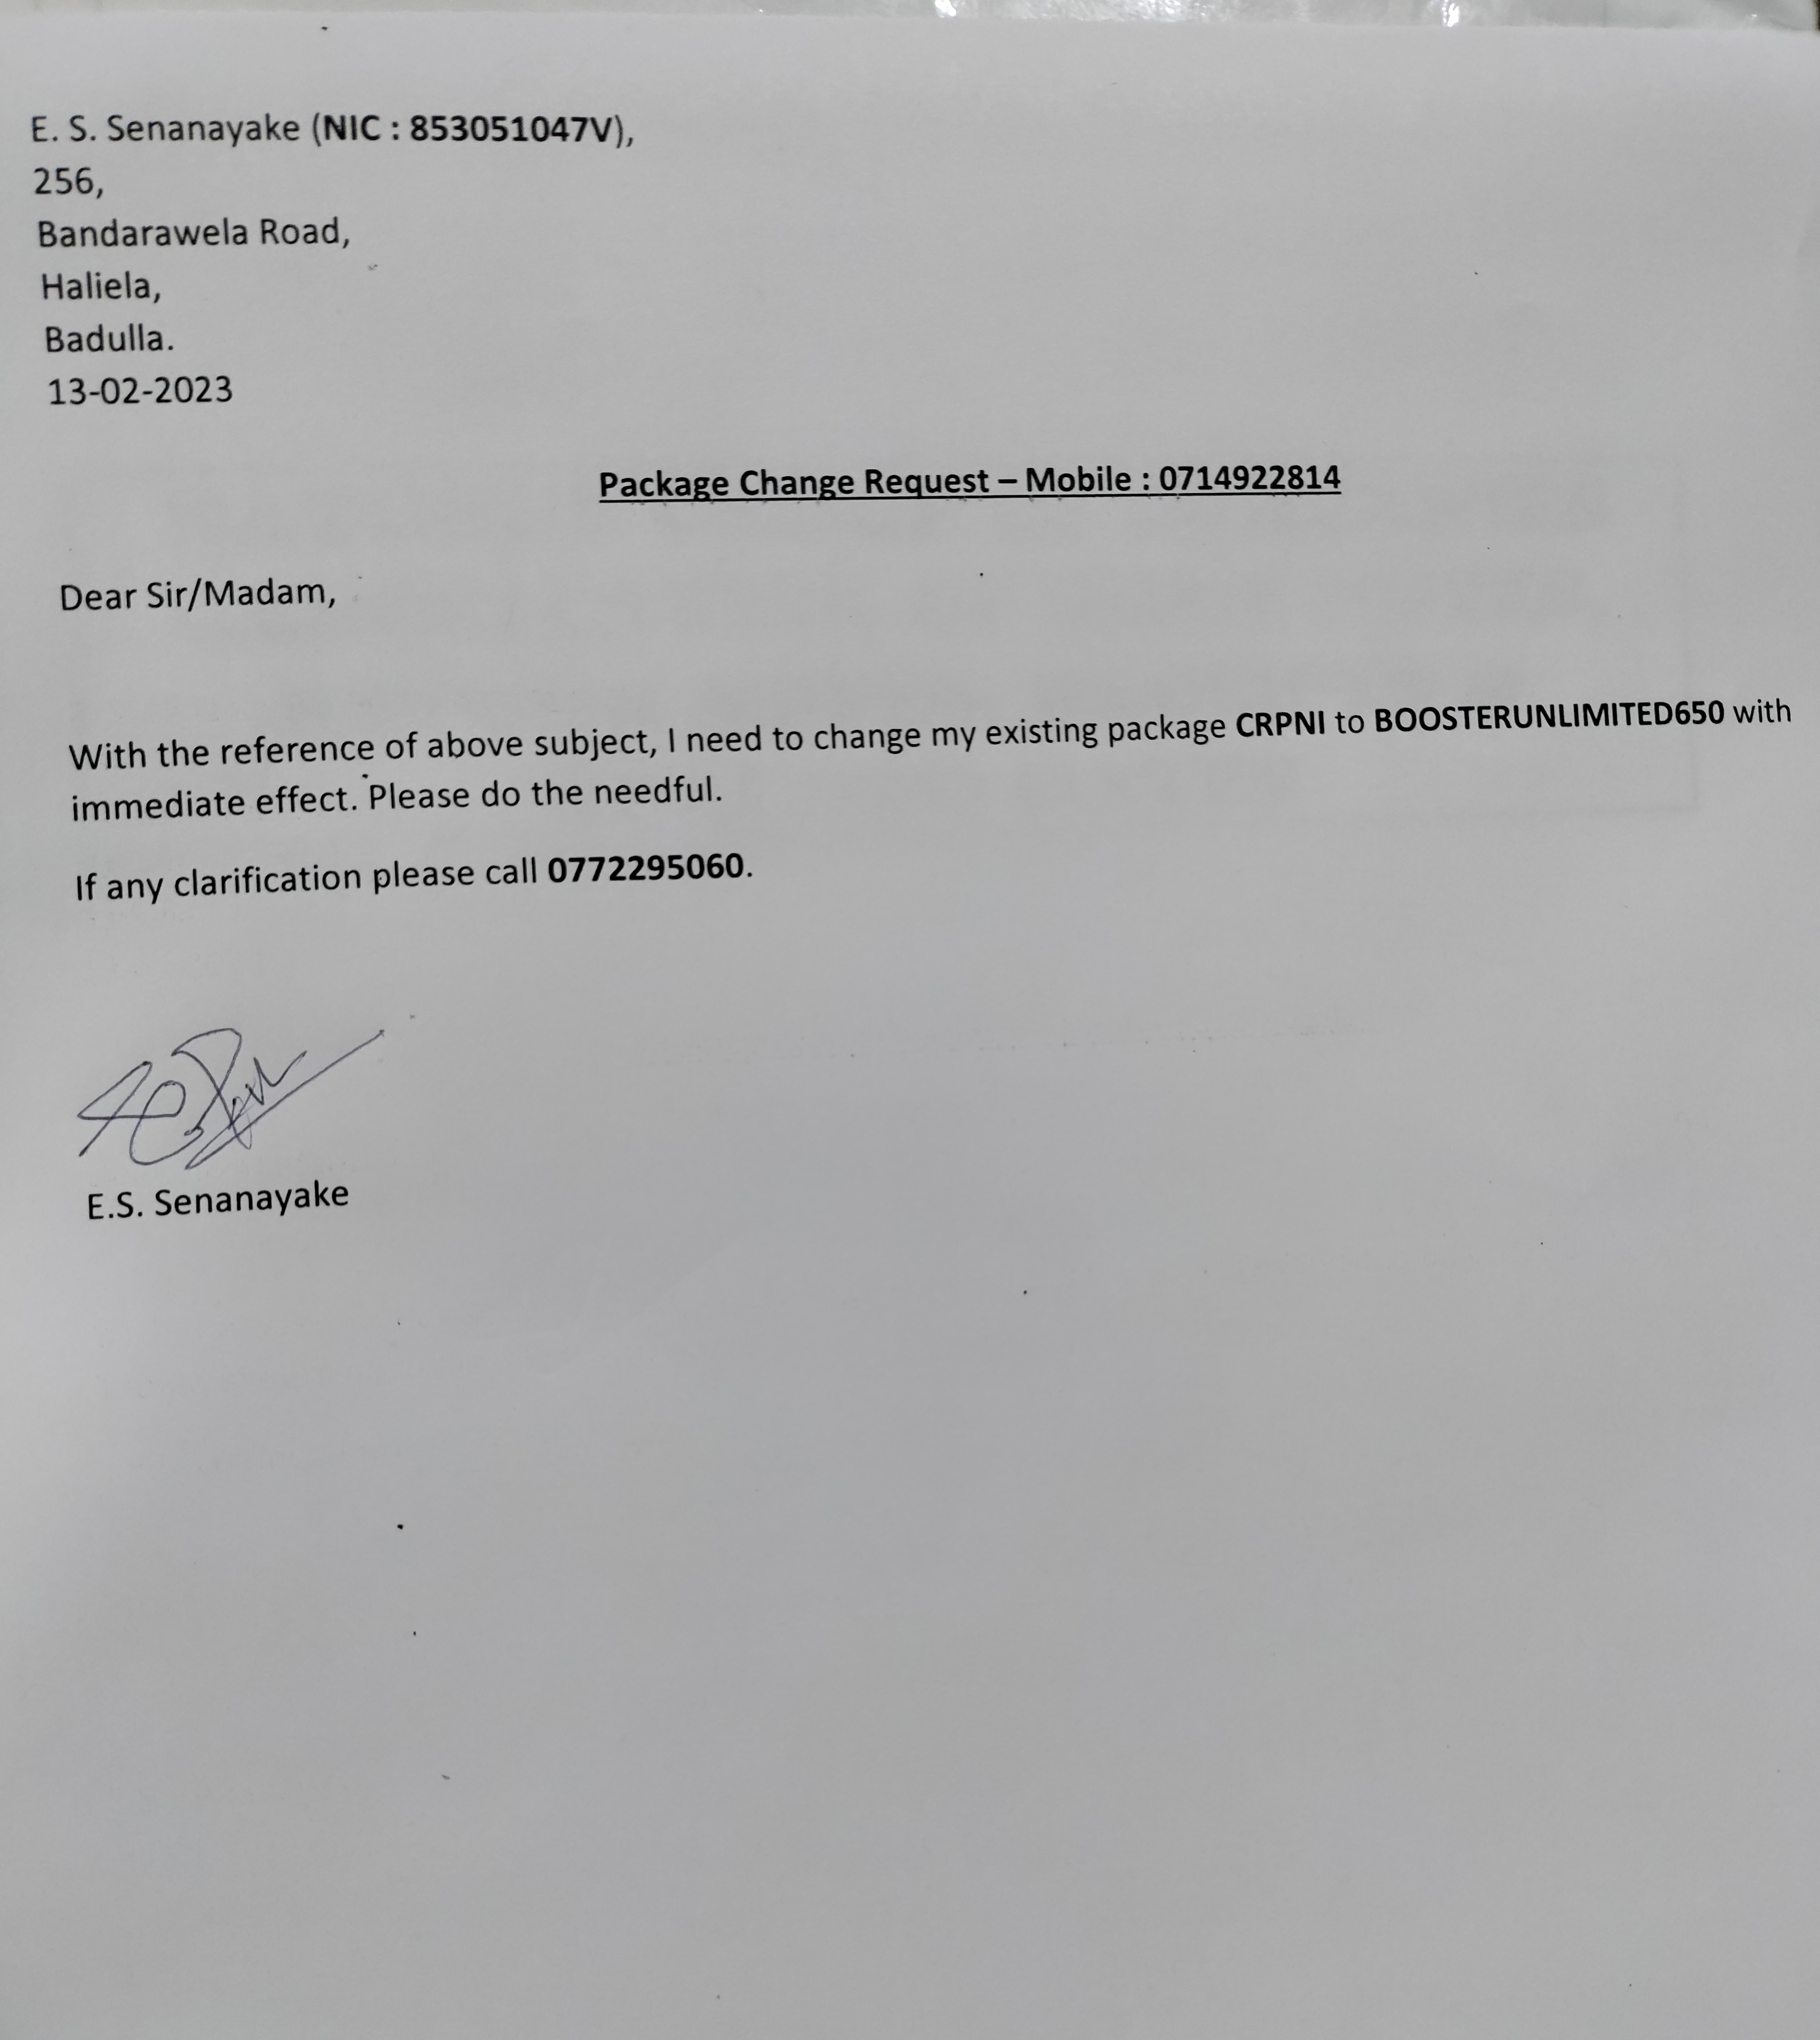 E. S. Senanayake (NIC : 853051047V),
256,
Bandarawela Road,
Haliela,
Badulla.
13-02-2023
Package Change Request – Mobile : 0714922814
Dear Sir/Madam,
With the reference of above subject, I need to change my existing package CRPNI to BOOSTERUNLIMITED650 with
immediate effect. Please do the needful.
If any clarification please call 0772295060.
E.S. Senanayake